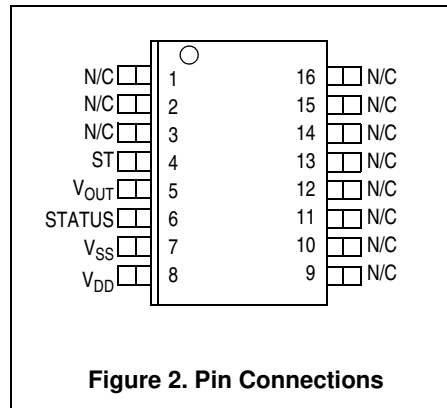 N/C 1 16 N/C
N/C 2 15 N/C
N/C 3 14 N/C
ST 4 13 N/C
VOUT 5 12 N/C
STATUS 6 11 N/C
VSS 7 10 N/C
VDD 8 9 N/C
Figure 2. Pin Connections